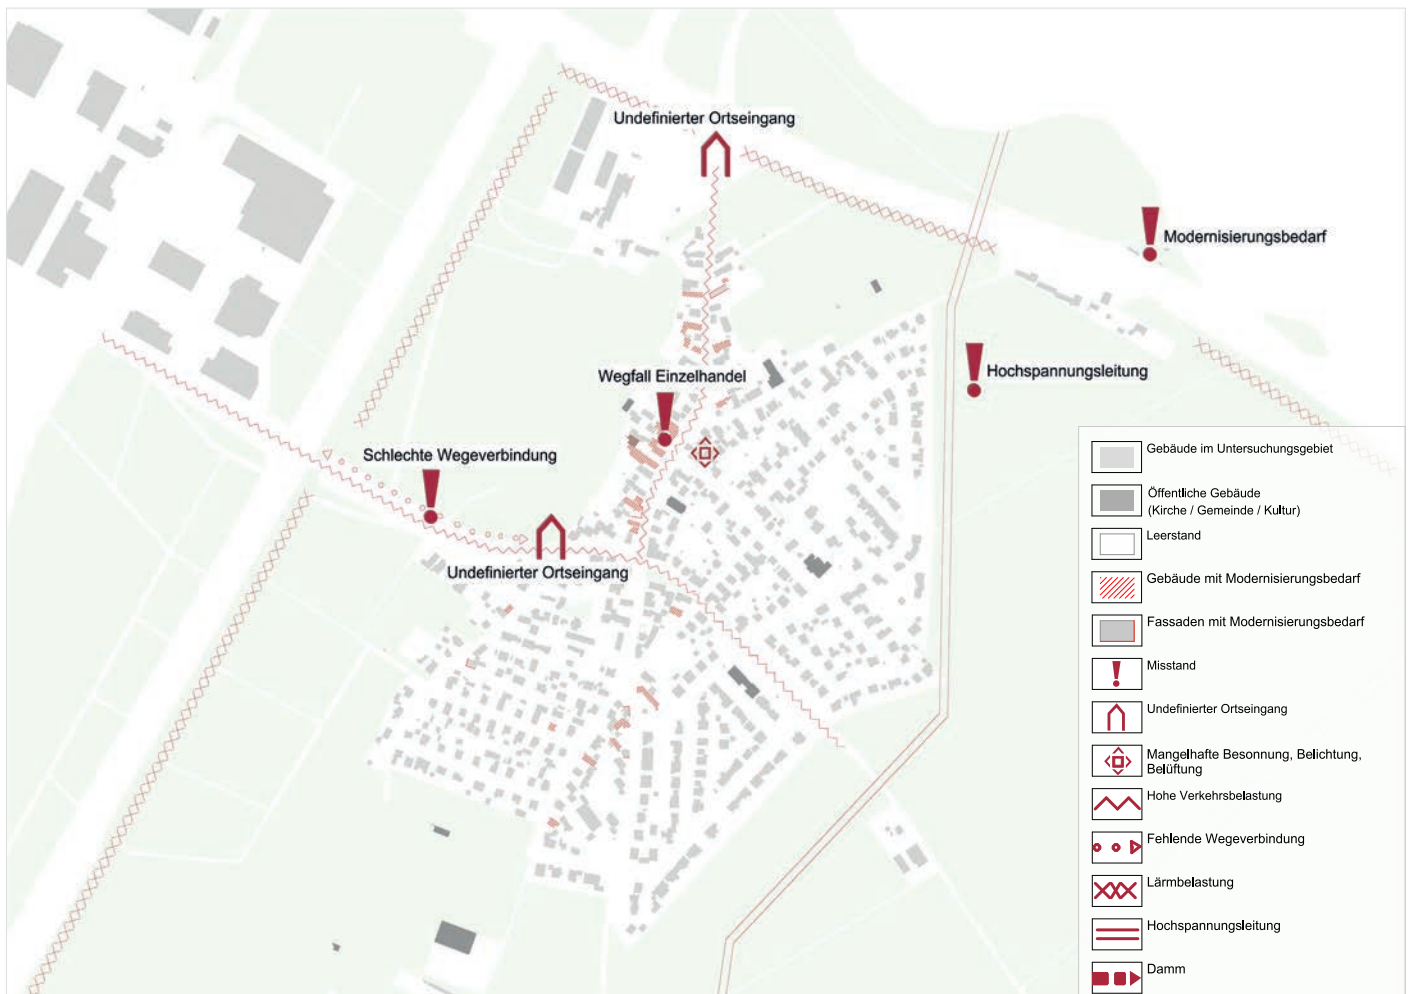 Undefinierter Ortseingang
Modernisierungsbedarf
Hochspannungsleitung
Wegfall Einzelhandel
Schlechte Wegeverbindung
Undefinierter Ortseingang
Gebäude im Untersuchungsgebiet
Öffentliche Gebäude
(Kirche / Gemeinde / Kultur)
Leerstand
Gebäude mit Modernisierungsbedarf
Fassaden mit Modernisierungsbedarf
Misstand
Undefinierter Ortseingang
Mangelhafte Besonnung, Belichtung,
Belüftung
Hohe Verkehrsbelastung
Fehlende Wegeverbindung
Lärmbelastung
Hochspannungsleitung
Damm